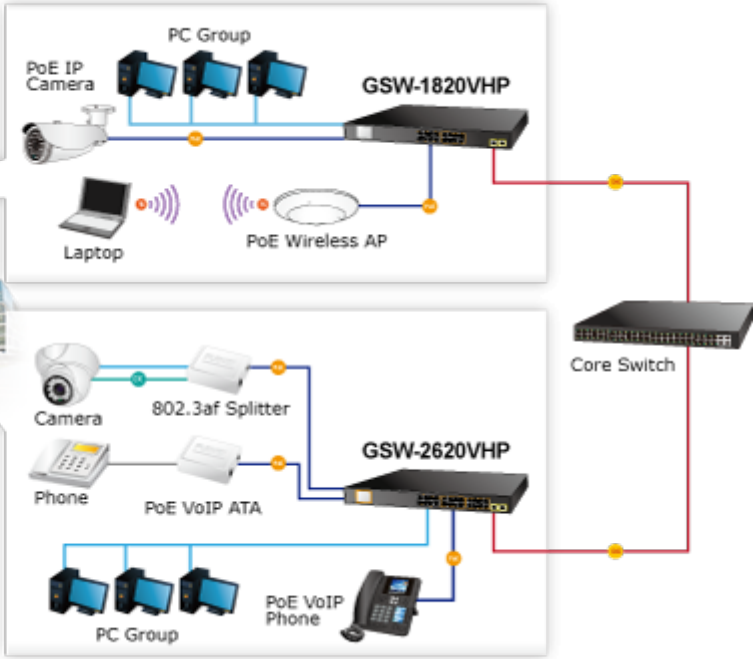 PC Group
PoE IP
Camera
GSW-1820VHP
Laptop
PoE Wireless AP
Core Switch
Camera
802.3af Splitter
GSW-2620VHP
Phone
PoE VoIP ATA
PC Group
PoE VoIP
Phone